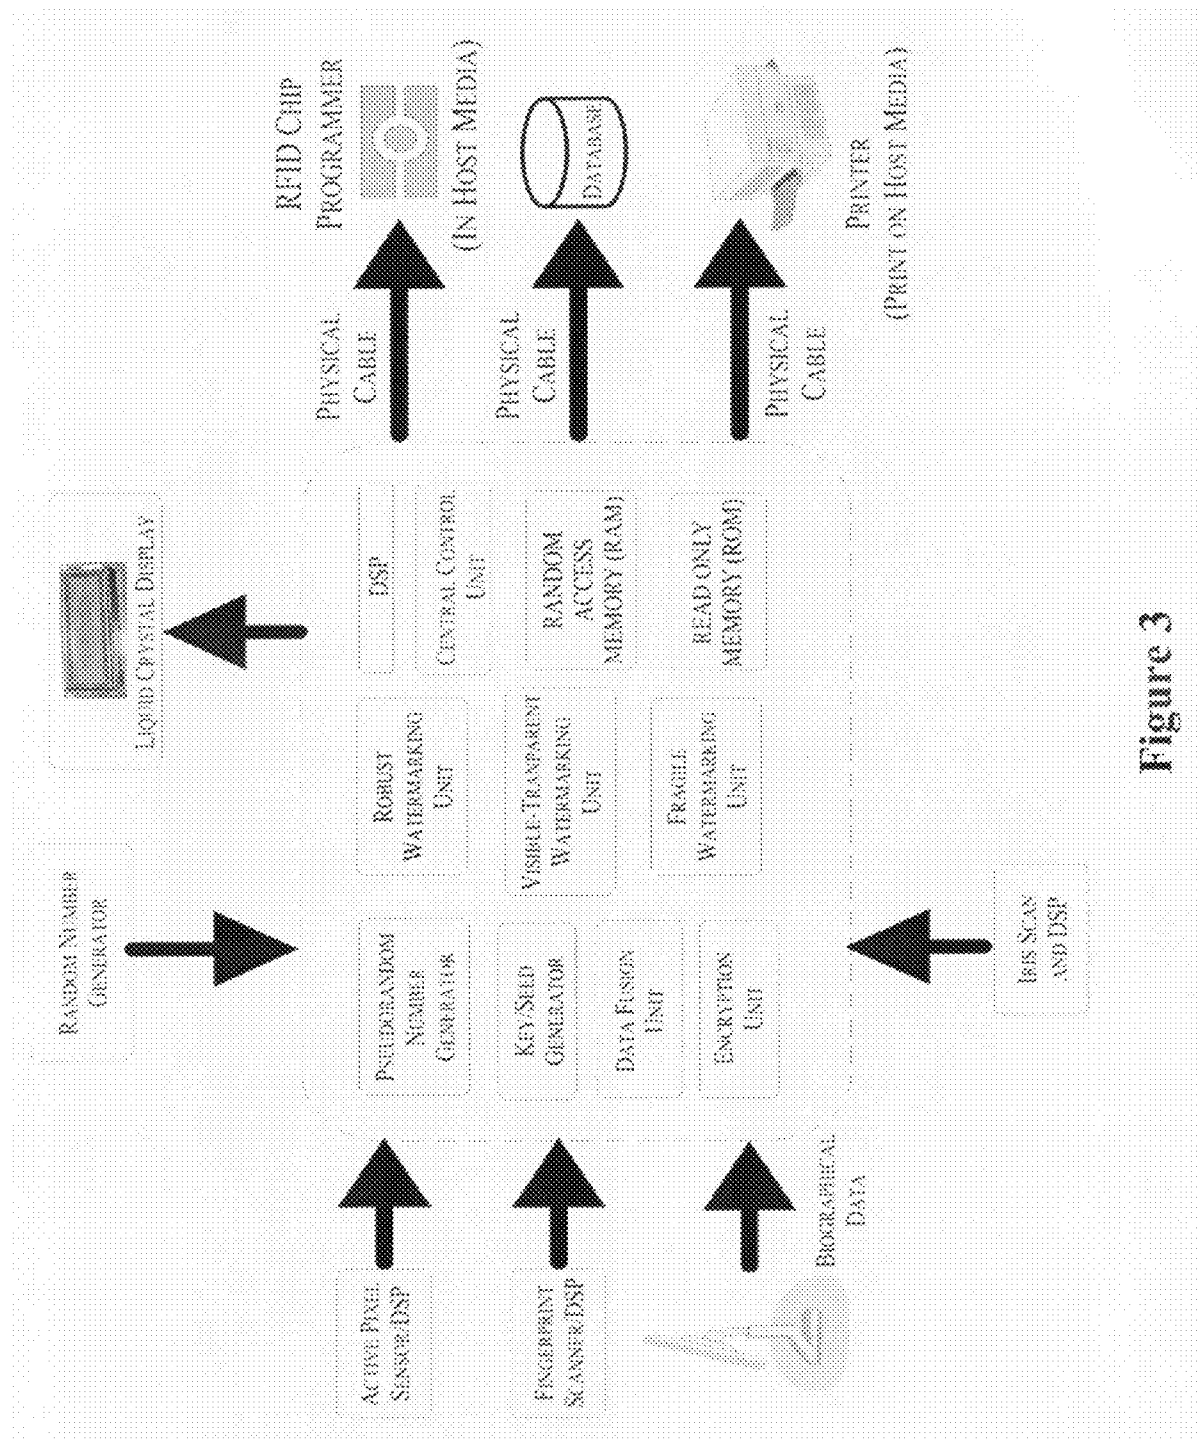 RANDOM NUMBER
GENERATOR
LIQUID CRYSTAL DISPLAY
ACTIVE PIXEL
SENSOR/DSP
FINGERPRINT
SCANNER/DSP
BIOGRAPHICAL
DATA
PSEUDORANDOM
NUMBER
GENERATOR
KEY/SEED
GENERATOR
DATA FUSION
UNIT
ENCRYPTION
UNIT
ROBUST
WATERMARKING
UNIT
VISIBLE-TRANPARENT
WATERMARKING
UNIT
FRAGILE
WATERMARKING
UNIT
DSP
CENTRAL CONTROL
UNIT
RANDOM
ACCESS
MEMORY (RAM)
READ ONLY
MEMORY (ROM)
PHYSICAL
CABLE
PHYSICAL
CABLE
PHYSICAL
CABLE
RFID CHIP
PROGRAMMER
(IN HOST MEDIA)
DATABASE
PRINTER
(PRINT ON HOST MEDIA)
IRIS SCAN
AND DSP
Figure 3